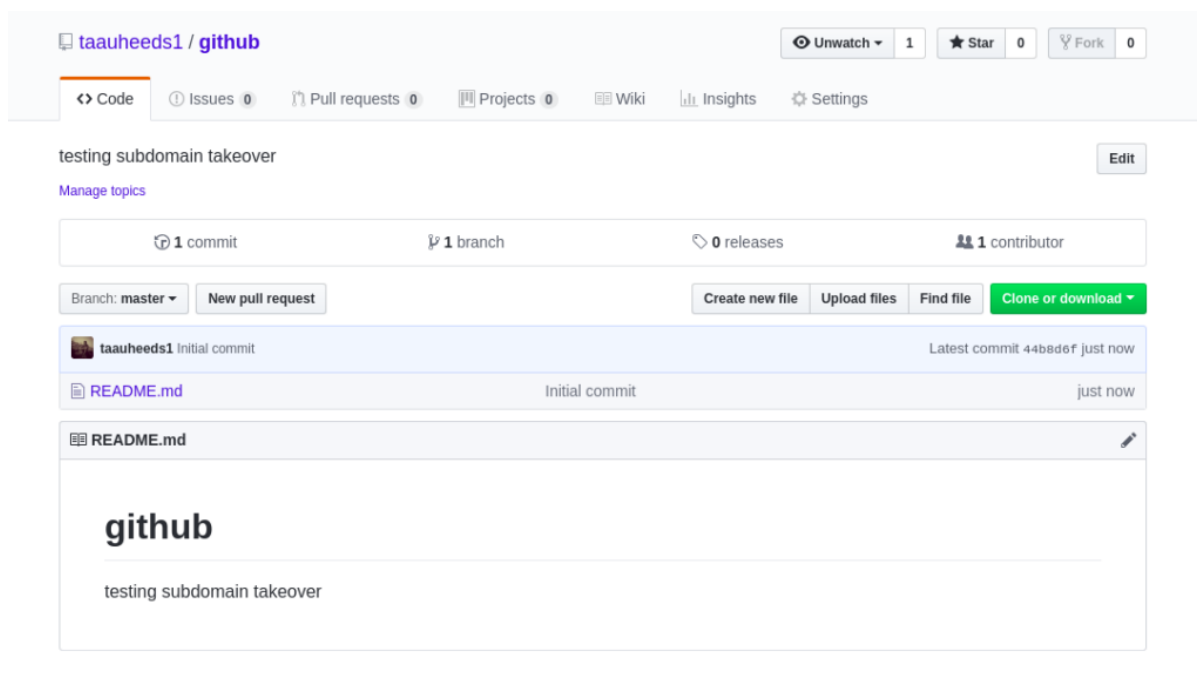 taauheeds1 / github Unwatch 1 Star 0 Fork 0
Code Issues 0 Pull requests 0 Projects 0 Wiki Insights Settings
testing subdomain takeover Edit
Manage topics
1 commit 1 branch 0 releases 1 contributor
Branch: master New pull request Create new file Upload files Find file Clone or download
taauheeds1 Initial commit Latest commit 44b8d6f just now
README.md Initial commit just now
README.md
github
testing subdomain takeover